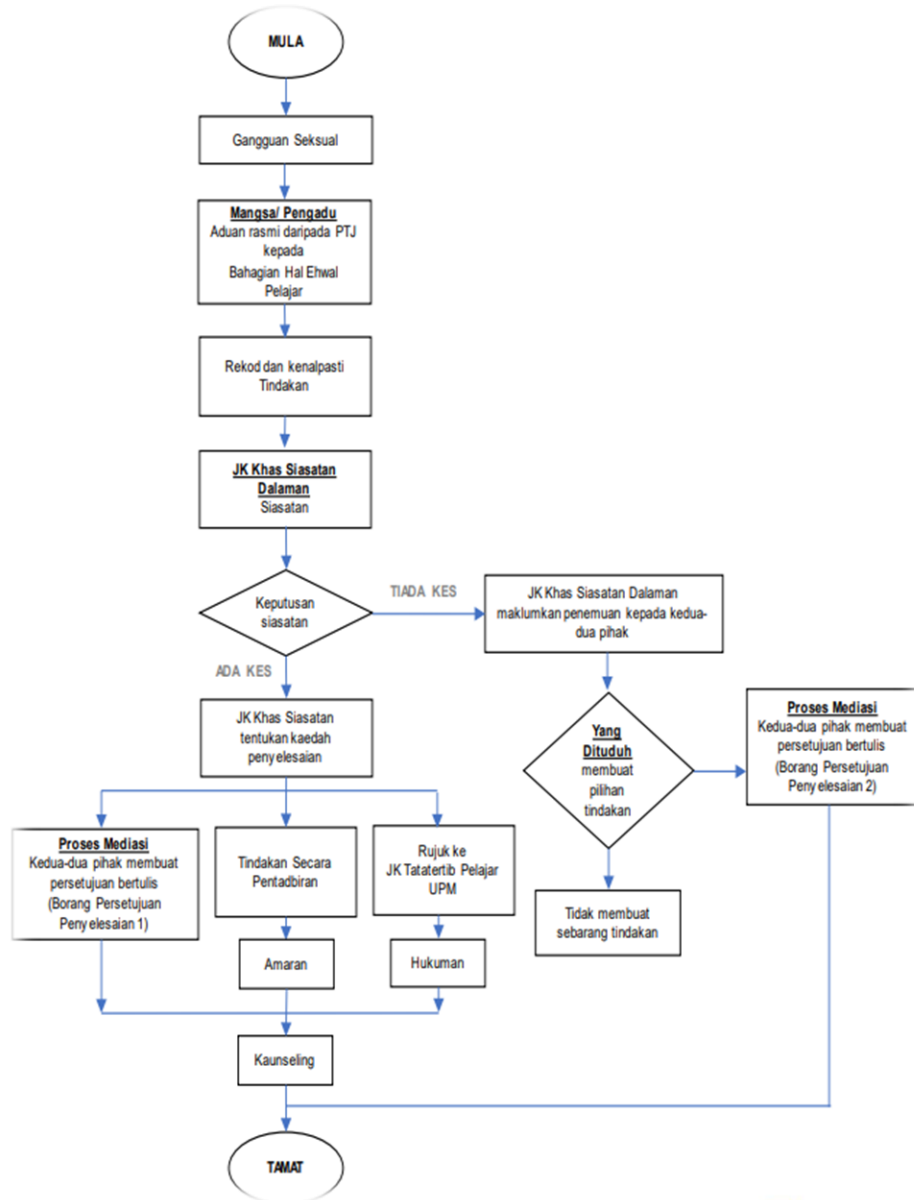 MULA
Gangguan Seksual
Mangsa/ Pengadu
Aduan rasmi daripada PTJ
kepada
Bahagian Hal Ehwal
Pelajar
Rekod dan kenalpasti
Tindakan
JK Khas Siasatan
Dalaman
Siasatan
Keputusan
siasatan
TIADA KES
JK Khas Siasatan Dalaman
maklumkan penemuan kepada kedua-
dua pihak
ADA KES
JK Khas Siasatan
tentukan kaedah
penyelesaian
Yang
Dituduh
membuat
pilihan
tindakan
Proses Mediasi
Kedua-dua pihak membuat
persetujuan bertulis
(Borang Persetujuan
Penyelesaian 2)
Proses Mediasi
Kedua-dua pihak membuat
persetujuan bertulis
(Borang Persetujuan
Penyelesaian 1)
Tindakan Secara
Pentadbiran
Rujuk ke
JK Tatatertib Pelajar
UPM
Tidak membuat
sebarang tindakan
Amaran
Hukuman
Kaunseling
TAMAT